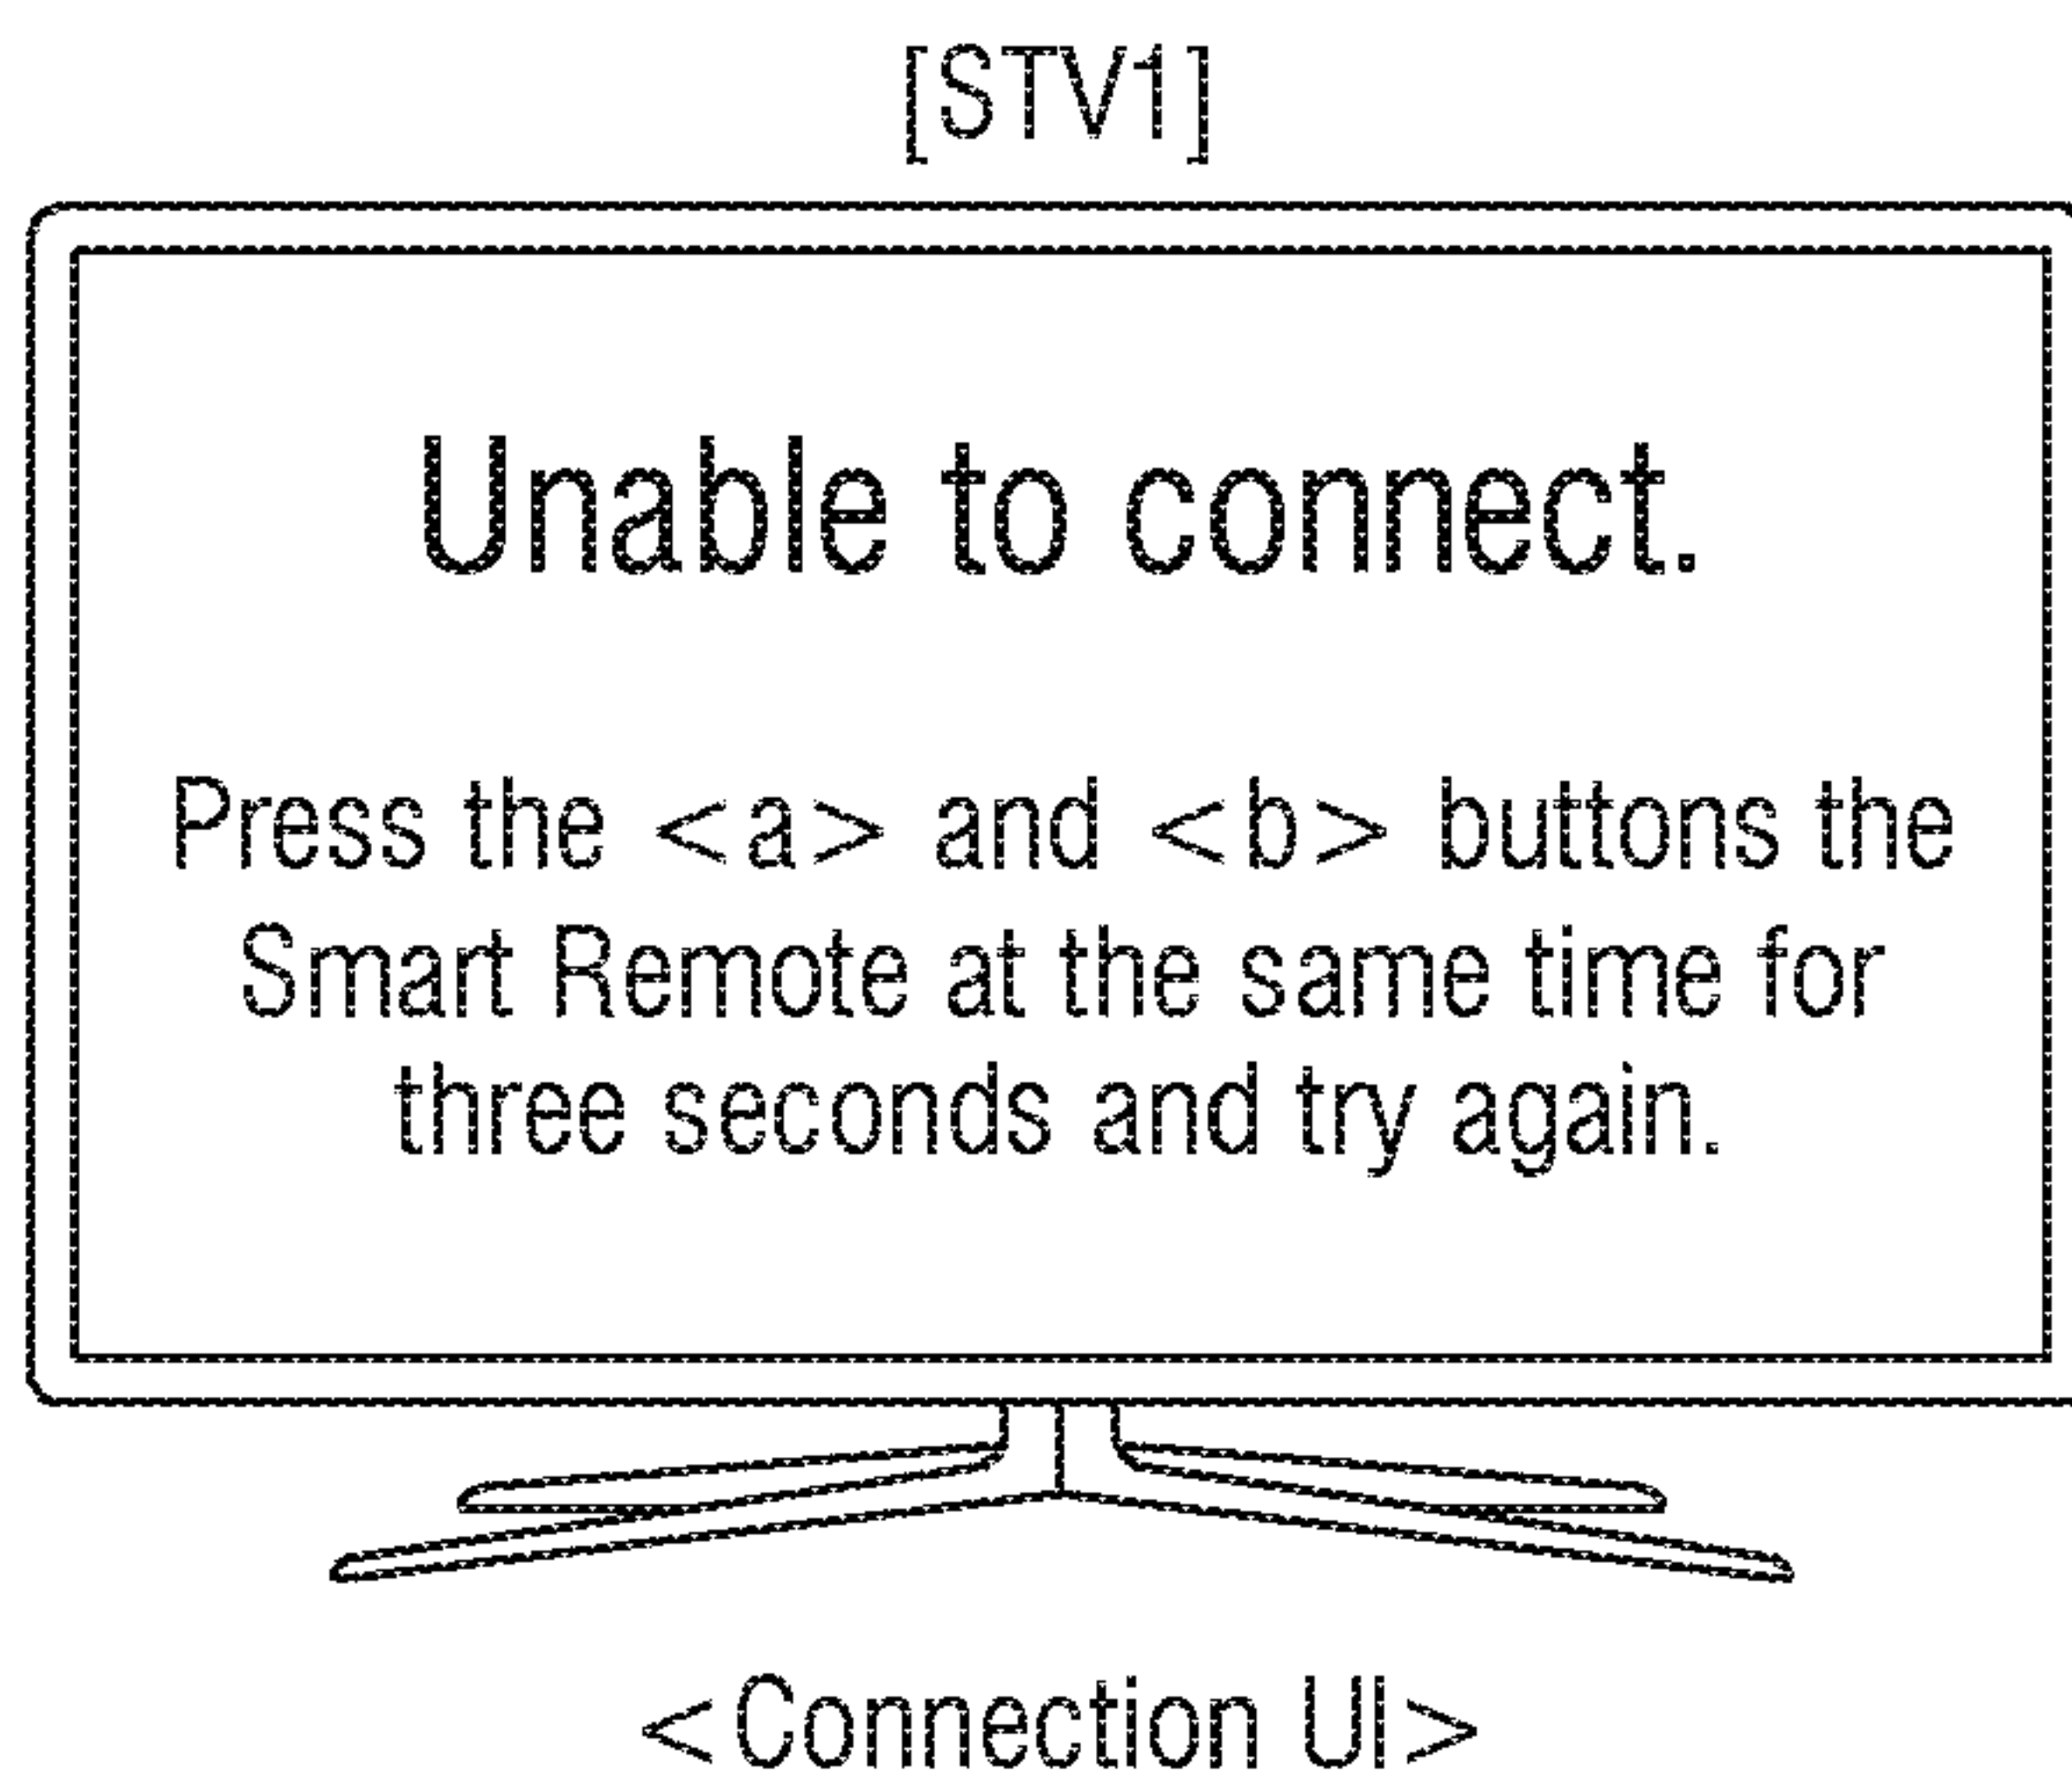 [STV1]
Unable to connect.
Press the <a> and <b> buttons the
Smart Remote at the same time for
three seconds and try again.
<Connection UI>